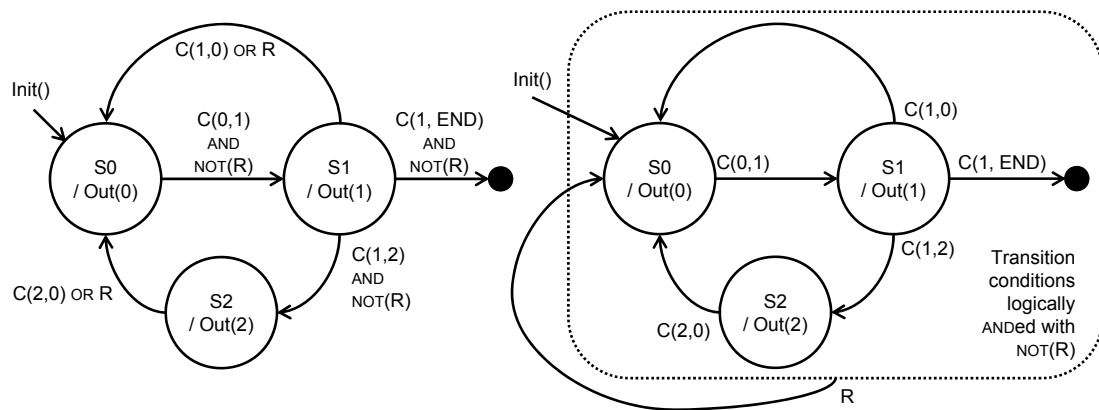 C(1,0) OR R
Init()
C(0,1)
AND
NOT(R)
C(1, END)
AND
NOT(R)
S0
/ Out(0)
S1
/ Out(1)
C(1,2)
AND
NOT(R)
C(2,0) OR R
S2
/ Out(2)
Init()
C(1,0)
S0
/ Out(0)
C(0,1)
S1
/ Out(1)
C(1, END)
C(1,2)
C(2,0)
S2
/ Out(2)
Transition
conditions
logically
ANDed with
NOT(R)
R